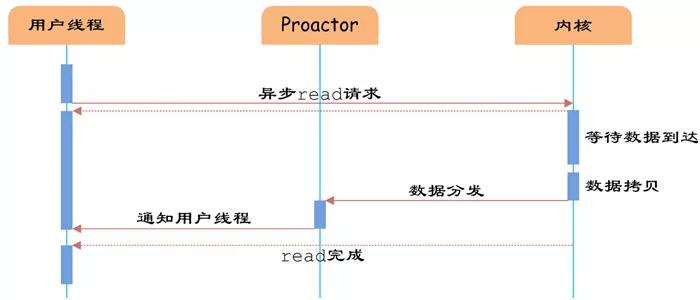 用户线程
Proactor
内核
异步read请求
等待数据到达
数据分发
数据拷贝
通知用户线程
read完成